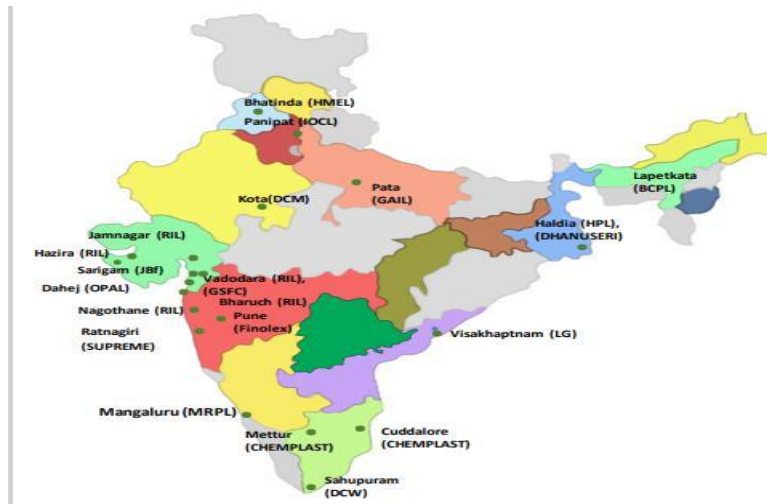 Bhatinda (HMEL)
Panipat (IOCL)
Lapetkata
(BCPL)
Pata
(GAIL)
Kota(DCM)
Haldia (HPL),
(DHANUSERI)
Jamnagar (RIL)
Hazira (RIL)
Sarigam (JBf)
Vadodara (RIL),
(GSFC)
Dahej (OPAL)
Bharuch (RIL)
Nagothane (RIL)
Pune
(Finolex)
Ratnagiri
(SUPREME)
Visakhaptnam (LG)
Mangaluru (MRPL)
Mettur
(CHEMPLAST)
Cuddalore
(CHEMPLAST)
Sahupuram
(DCW)